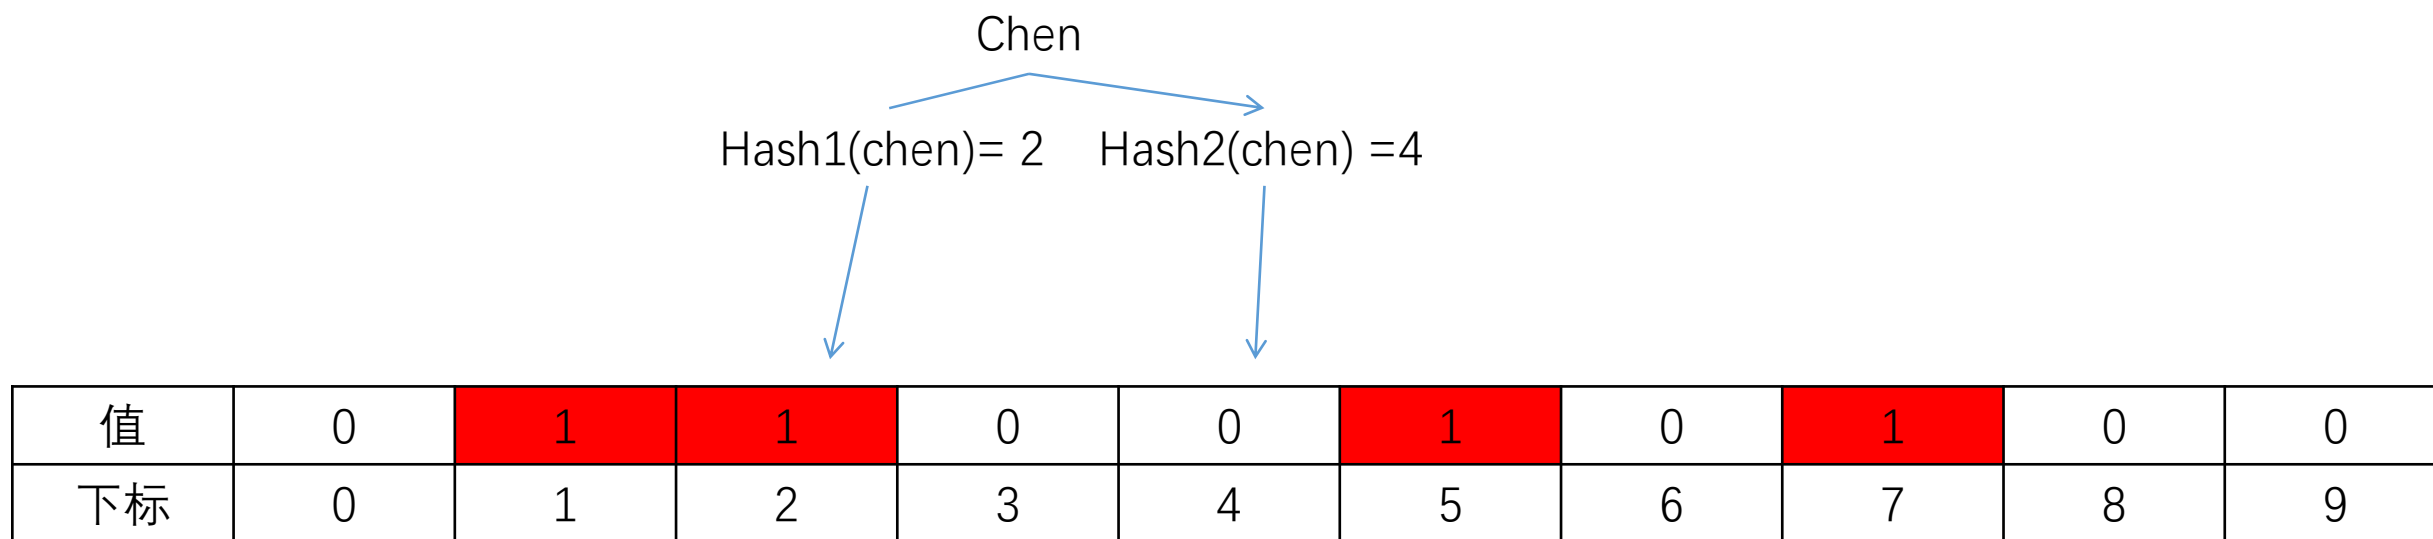 Chen
Hash1(chen)= 2 Hash2(chen) =4
值 0 1 1 0 0 1 0 1 0 0
下标 0 1 2 3 4 5 6 7 8 9